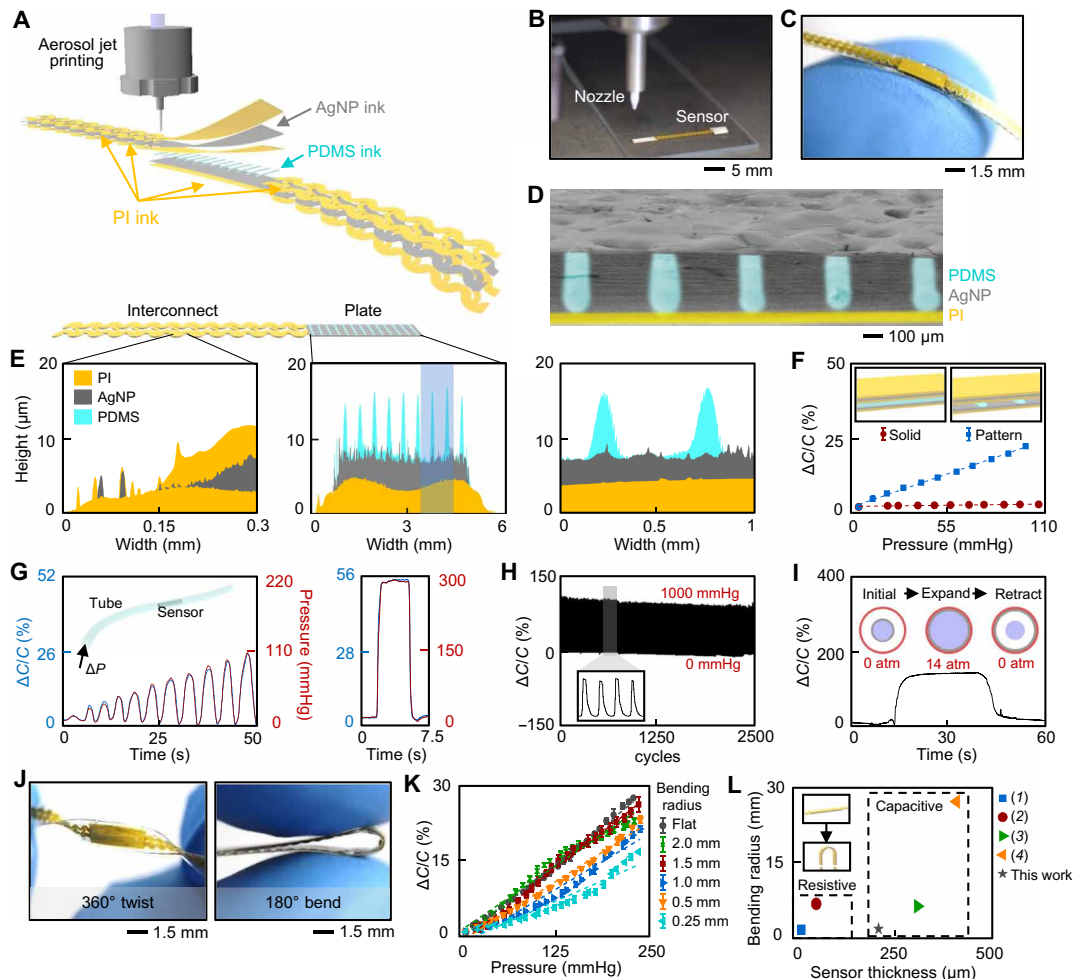 A
Aerosol jet
printing
AgNP ink
PDMS ink
PI ink
B
Nozzle
Sensor
5 mm
C
1.5 mm
D
PDMS
AgNP
PI
100 µm
Interconnect
Plate
E
20
10
0
Height (µm)
PI
AgNP
PDMS
0
0.15
0.3
Width (mm)
20
10
0
0
3
6
Width (mm)
20
10
0
0
0.5
1
Width (mm)
F
50
25
0
ΔC/C (%)
Solid
Pattern
0
55
110
Pressure (mmHg)
G
52
26
0
ΔC/C (%)
Tube
Sensor
ΔP
220
110
0
Pressure (mmHg)
0
25
50
Time (s)
56
28
0
300
150
0
0
7.5
Time (s)
H
150
0
−150
ΔC/C (%)
1000 mmHg
0 mmHg
0
1250
2500
cycles
I
400
200
0
ΔC/C (%)
Initial
Expand
Retract
0 atm
14 atm
0 atm
0
30
60
Time (s)
J
360° twist
180° bend
1.5 mm
1.5 mm
K
30
15
0
ΔC/C (%)
0
125
250
Pressure (mmHg)
Bending
radius
Flat
2.0 mm
1.5 mm
1.0 mm
0.5 mm
0.25 mm
L
30
15
0
Bending radius (mm)
Capacitive
Resistive
0
250
500
Sensor thickness (µm)
(1)
(2)
(3)
(4)
This work